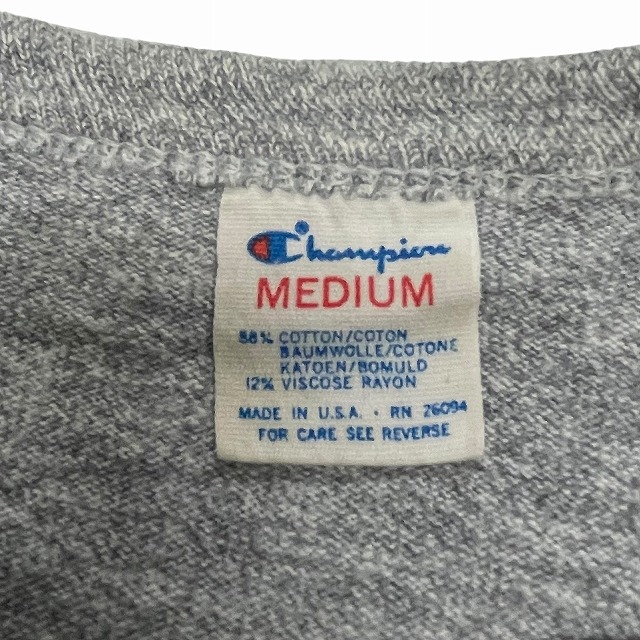 Champion
MEDIUM
88% COTTON/COTON
BAUMWOLLE/COTONE
KATOEN/BOMULD
12% VISCOSE RAYON
MADE IN U.S.A. · RN 26094
FOR CARE SEE REVERSE